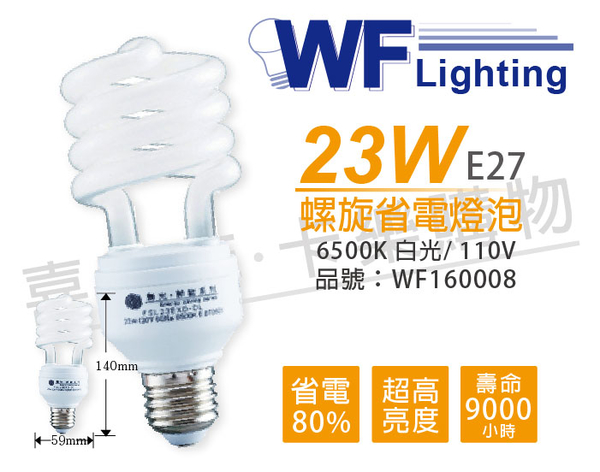 WF Lighting
23W E27
螺旋省電燈泡
6500K 白光/ 110V
品號：WF160008
省電
80%
超高
亮度
壽命
9000
小時
140mm
59mm